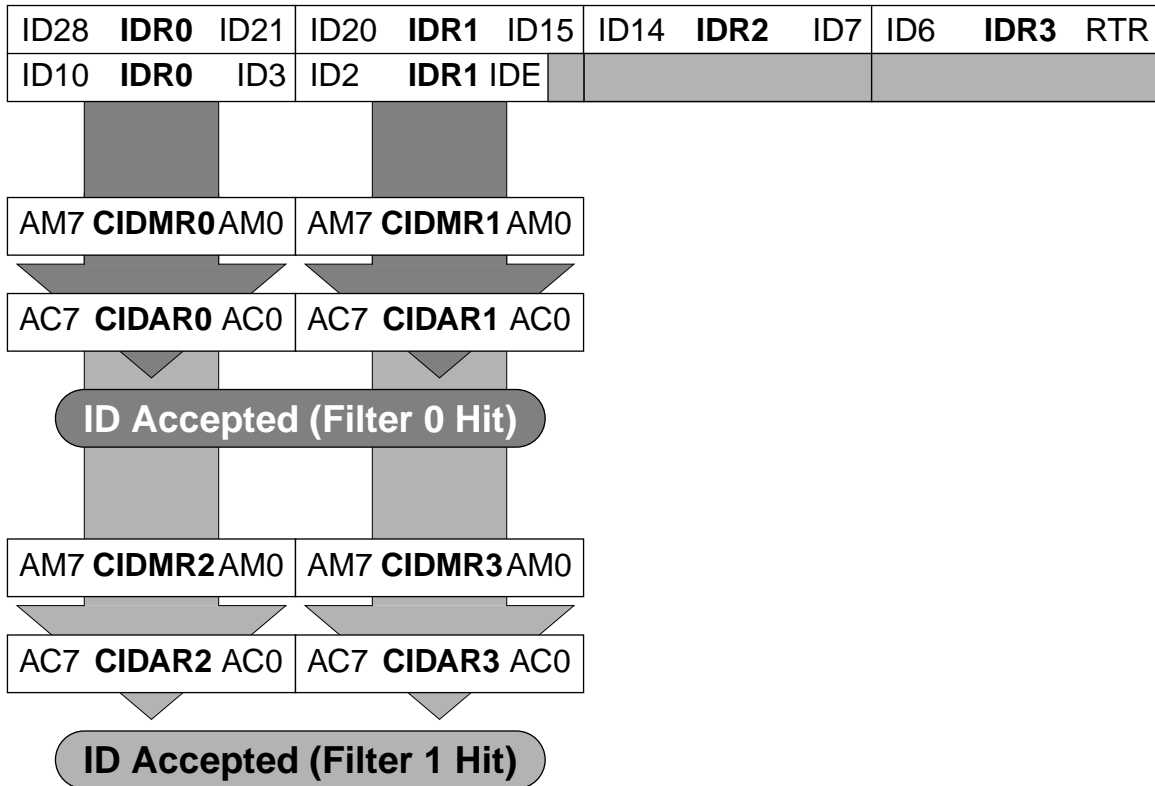 ID28 IDR0 ID21 ID20 IDR1 ID15 ID14 IDR2 ID7 ID6 IDR3 RTR
ID10 IDR0 ID3 ID2 IDR1 IDE
AM7 CIDMR0 AM0 AM7 CIDMR1 AM0
AC7 CIDAR0 AC0 AC7 CIDAR1 AC0
ID Accepted (Filter 0 Hit)
AM7 CIDMR2 AM0 AM7 CIDMR3 AM0
AC7 CIDAR2 AC0 AC7 CIDAR3 AC0
ID Accepted (Filter 1 Hit)